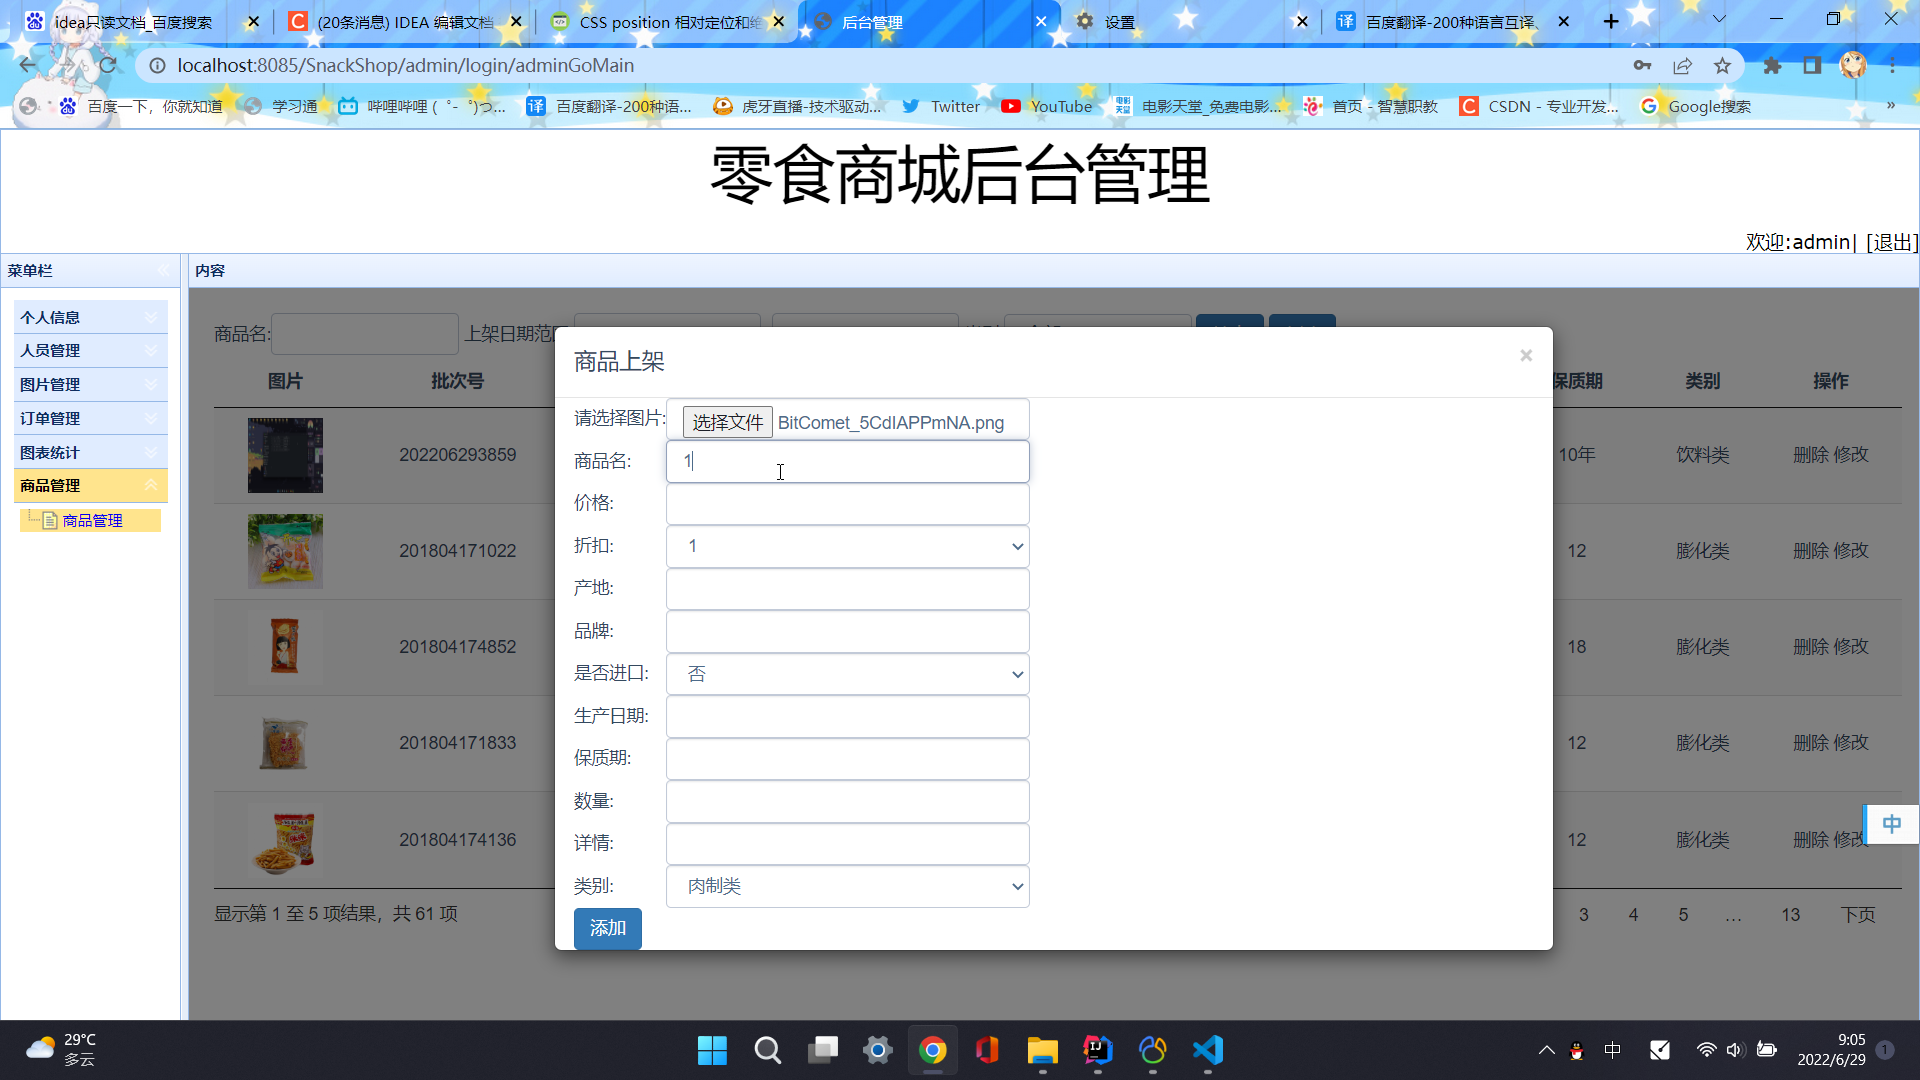 idea只读文档_百度搜索
(20条消息) IDEA 编辑文档
CSS position 相对定位和绝
后台管理
设置
百度翻译-200种语言互译、
localhost:8085/SnackShop/admin/login/adminGoMain
百度一下，你就知道
学习通
哔哩哔哩 ( ゜- ゜)つ...
百度翻译-200种语...
虎牙直播-技术驱动...
Twitter
YouTube
电影天堂_免费电影...
首页 - 智慧职教
CSDN - 专业开发...
Google搜索
零食商城后台管理
欢迎:admin| [退出]
菜单栏
内容
个人信息
人员管理
图片管理
订单管理
图表统计
商品管理
商品管理
商品名:
上架日期范围
图片
批次号
保质期
类别
操作
202206293859
10年
饮料类
删除 修改
201804171022
12
膨化类
删除 修改
201804174852
18
膨化类
删除 修改
201804171833
12
膨化类
删除 修改
201804174136
12
膨化类
删除 修改
显示第 1 至 5 项结果，共 61 项
3 4 5 … 13 下页
商品上架
×
请选择图片:
选择文件 BitComet_5CdIAPPmNA.png
商品名: 1
价格:
折扣: 1
产地:
品牌:
是否进口: 否
生产日期:
保质期:
数量:
详情:
类别: 肉制类
添加
中
29°C
多云
中
9:05
2022/6/29
1